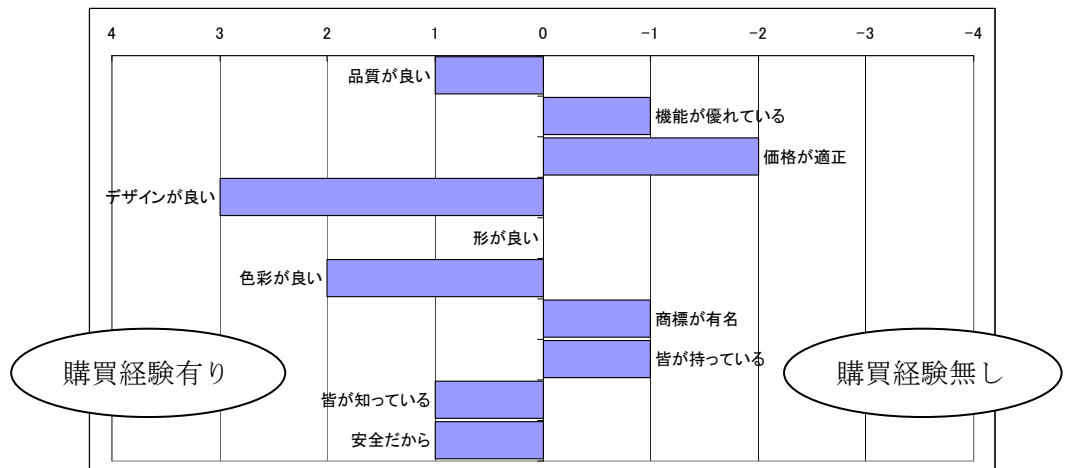 4 3 2 1 0 -1 -2 -3 -4
品質が良い
機能が優れている
価格が適正
デザインが良い
形が良い
色彩が良い
商標が有名
皆が持っている
購買経験有り
購買経験無し
皆が知っている
安全だから